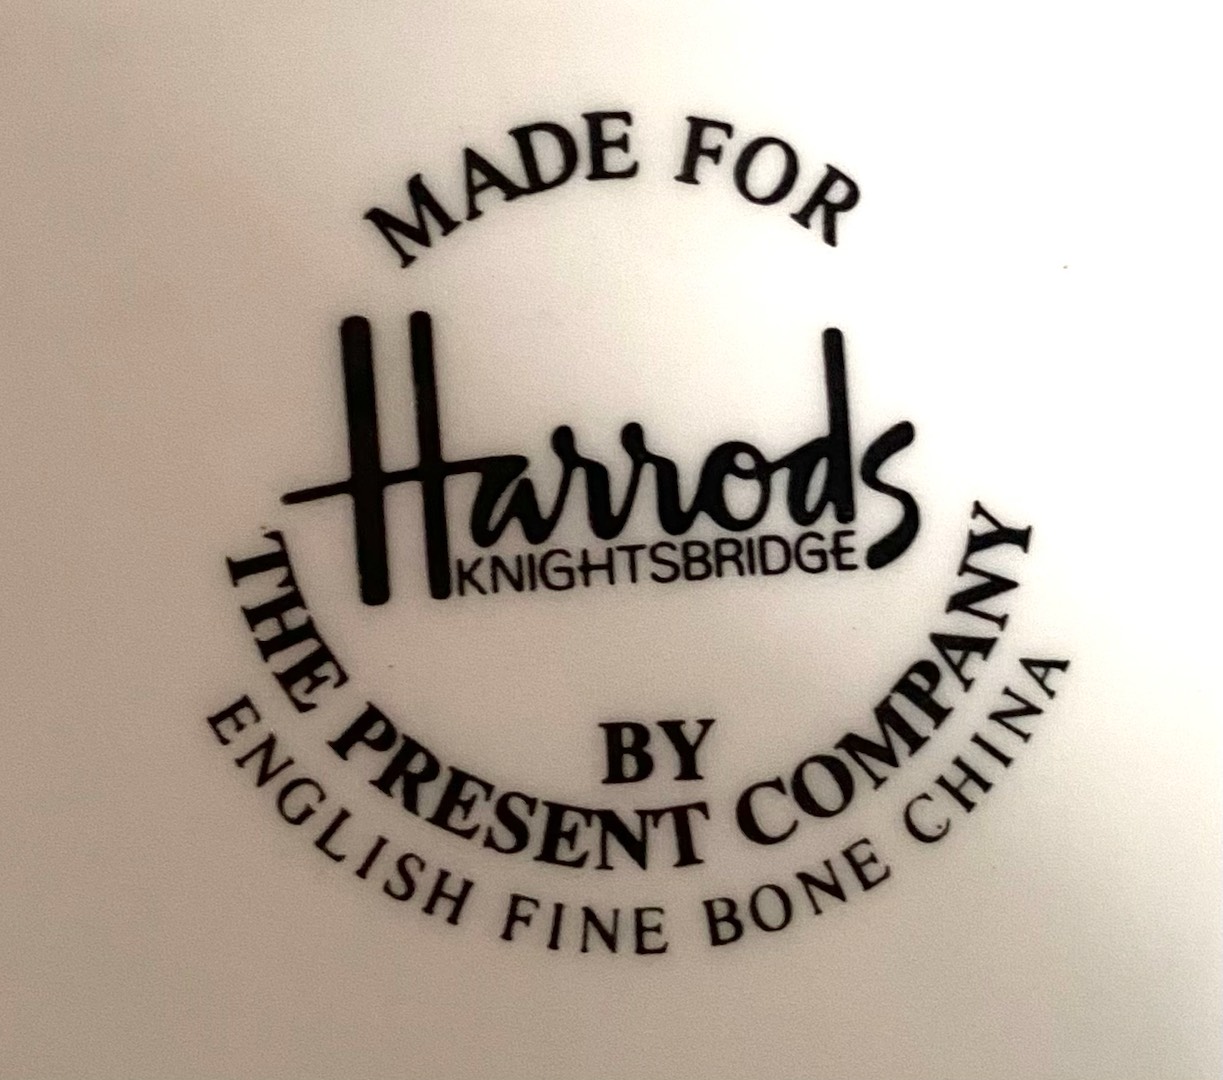 MADE FOR
Harrods
KNIGHTSBRIDGE
BY
THE PRESENT COMPANY
ENGLISH FINE BONE CHINA